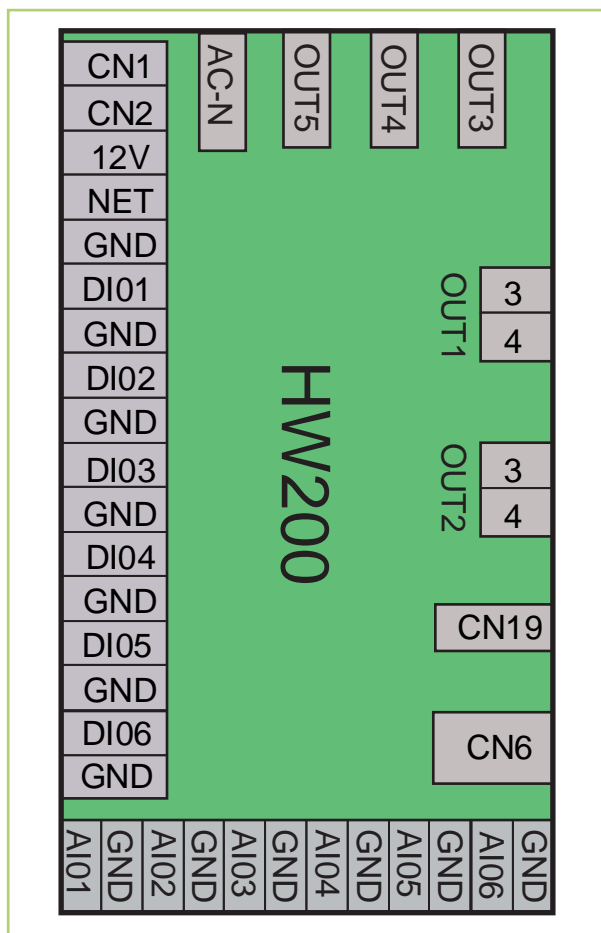 CN1
CN2
12V
NET
GND
DI01
GND
DI02
GND
DI03
GND
DI04
GND
DI05
GND
DI06
GND
AC-N
OUT5
OUT4
OUT3
HW200
OUT1
3
4
OUT2
3
4
CN19
CN6
AI01
GND
AI02
GND
AI03
GND
AI04
GND
AI05
GND
AI06
GND